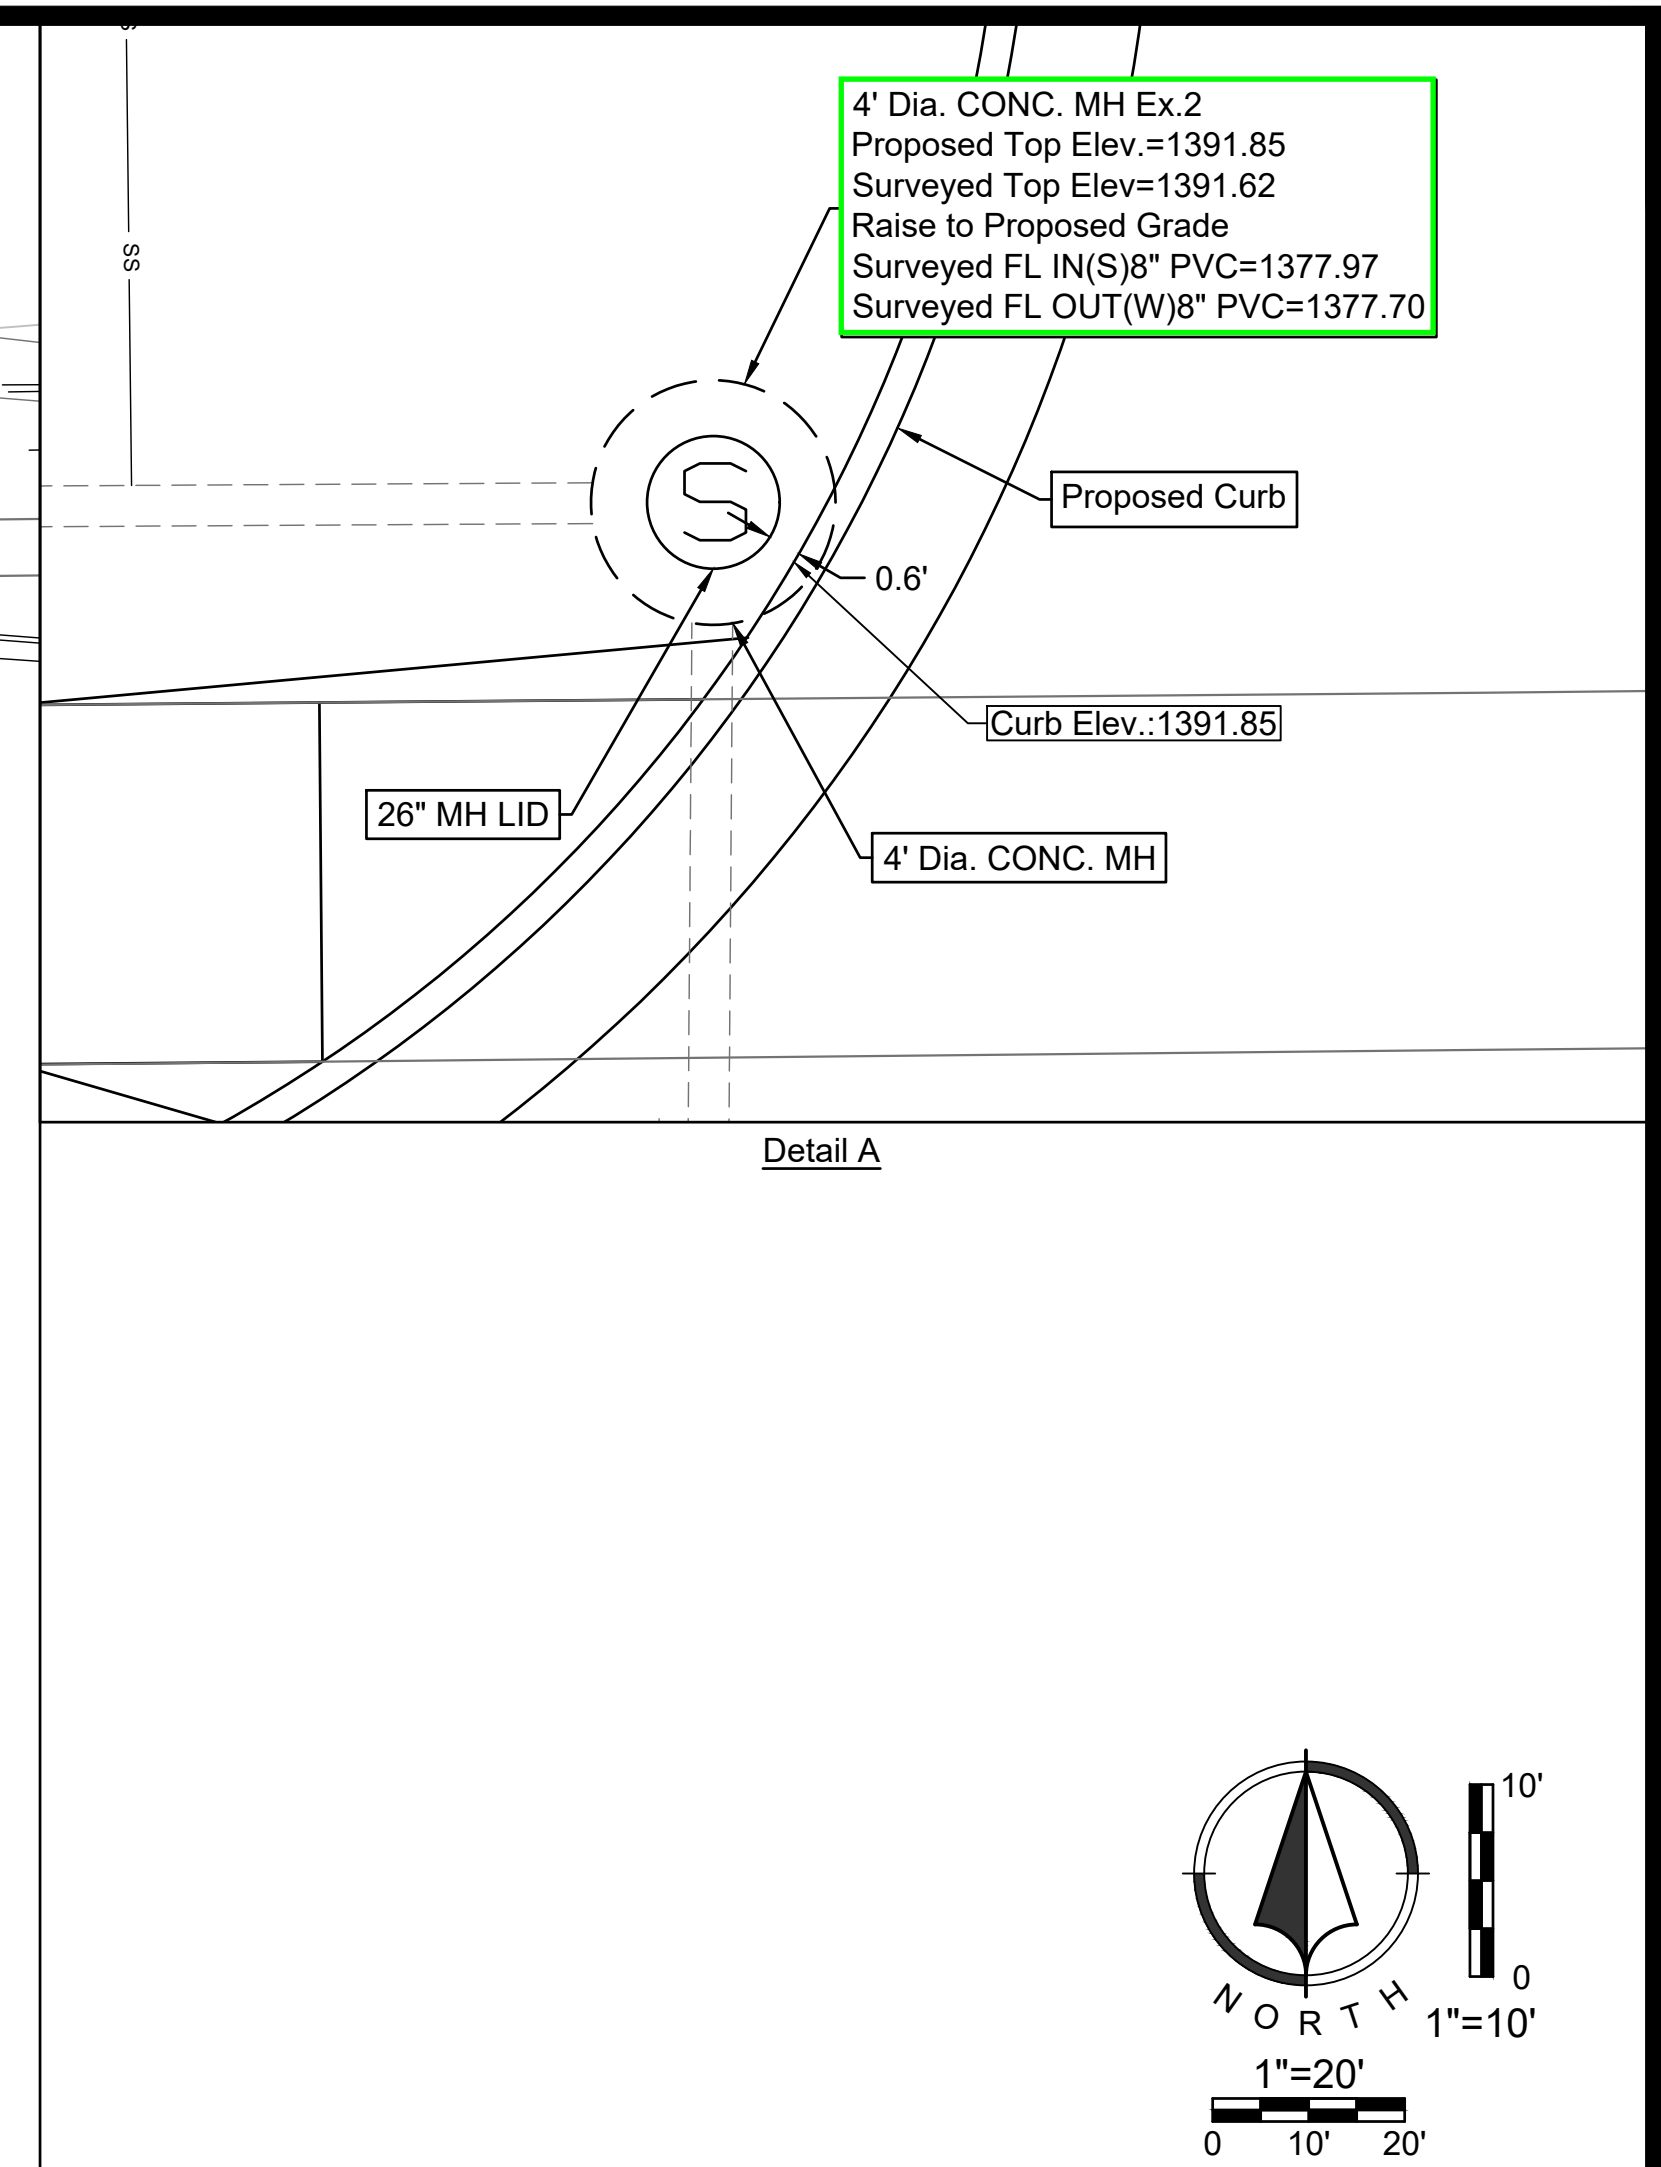 4' Dia. CONC. MH Ex.2
Proposed Top Elev.=1391.85
Surveyed Top Elev=1391.62
Raise to Proposed Grade
Surveyed FL IN(S)8" PVC=1377.97
Surveyed FL OUT(W)8" PVC=1377.70
SS
S
Proposed Curb
0.6'
Curb Elev.:1391.85
26" MH LID
4' Dia. CONC. MH
Detail A
10'
0
1"=10'
NORTH
1"=20'
0 10' 20'